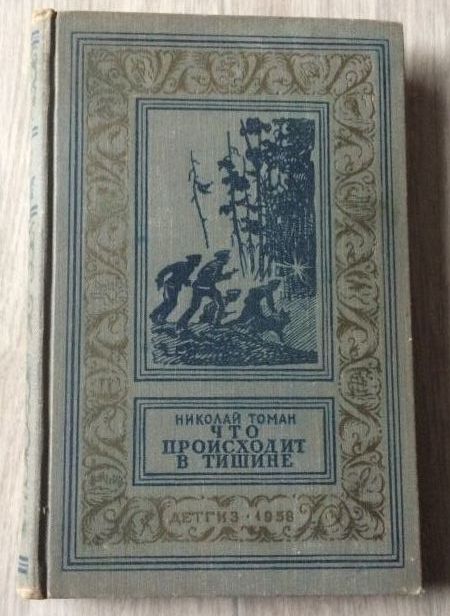 НИКОЛАЙ ТОМАН
ЧТО
ПРОИСХОДИТ
В ТИШИНЕ
ДЕТГИЗ • 1958